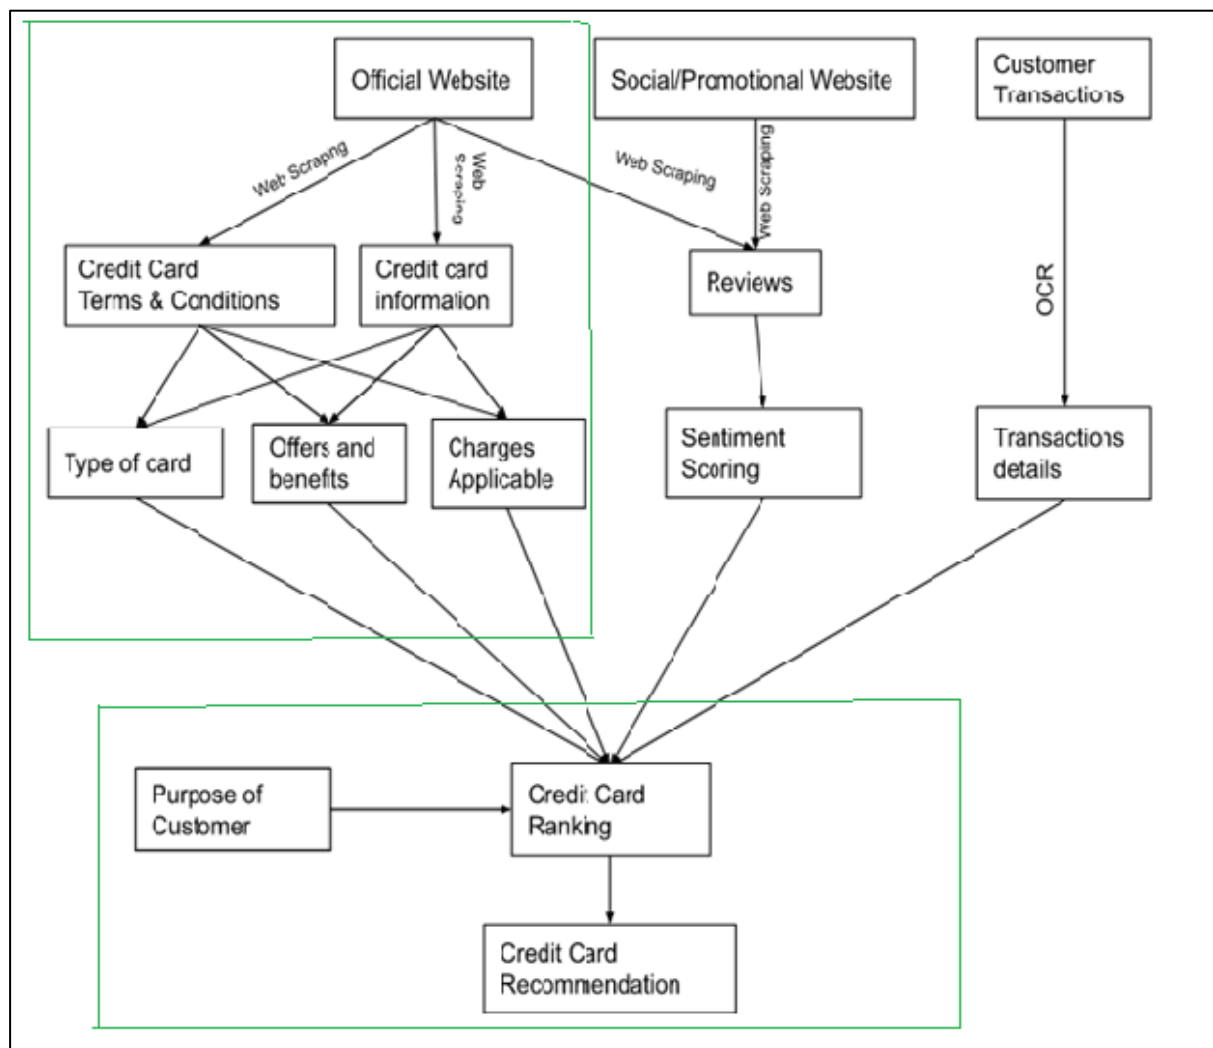 Official Website
Social/Promotional Website
Customer
Transactions
Web Scrapng
Web
Scraping
Web Scraping
Web Scraping
OCR
Credit Card
Terms & Conditions
Credit card
information
Reviews
Type of card
Offers and
benefits
Charges
Applicable
Sentiment
Scoring
Transactions
details
Purpose of
Customer
Credit Card
Ranking
Credit Card
Recommendation